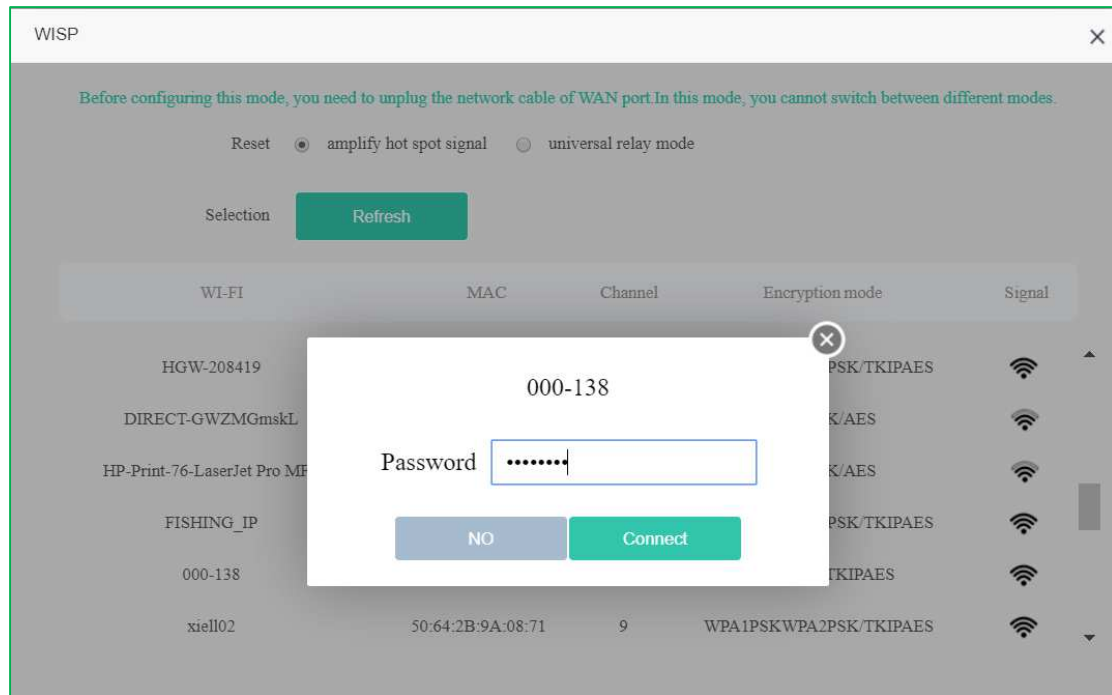 WISP
Before configuring this mode, you need to unplug the network cable of WAN port.In this mode, you cannot switch between different modes.
Reset amplify hot spot signal universal relay mode
Selection Refresh
WI-FI MAC Channel Encryption mode Signal
HGW-208419 PSK/TKIPAES
000-138
DIRECT-GWZMGmskL K/AES
Password ••••••••
HP-Print-76-LaserJet Pro MF K/AES
FISHING_IP PSK/TKIPAES
NO Connect
000-138 TKIPAES
xiell02 50:64:2B:9A:08:71 9 WPA1PSKWPA2PSK/TKIPAES